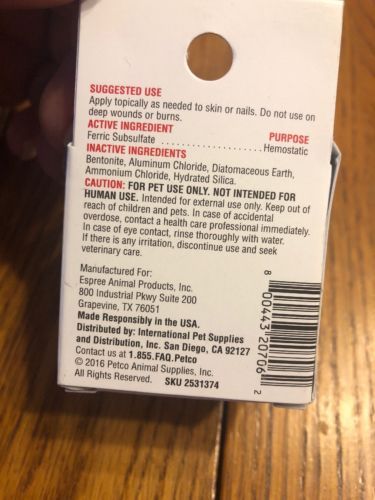 SUGGESTED USE
Apply topically as needed to skin or nails. Do not use on
deep wounds or burns.
ACTIVE INGREDIENT PURPOSE
Ferric Subsulfate ........................ Hemostatic
INACTIVE INGREDIENTS
Bentonite, Aluminum Chloride, Diatomaceous Earth,
Ammonium Chloride, Hydrated Silica.
CAUTION: FOR PET USE ONLY. NOT INTENDED FOR
HUMAN USE. Intended for external use only. Keep out of
reach of children and pets. In case of accidental
overdose, contact a health care professional immediately.
In case of eye contact, rinse thoroughly with water.
If there is any irritation, discontinue use and seek
veterinary care.
Manufactured For:
Espree Animal Products, Inc.
800 Industrial Pkwy Suite 200
Grapevine, TX 76051
Made Responsibly in the USA.
Distributed by: International Pet Supplies
and Distribution, Inc. San Diego, CA 92127
Contact us at 1.855.FAQ.Petco
© 2016 Petco Animal Supplies, Inc.
All Rights Reserved. SKU 2531374
8 00443 20706 2